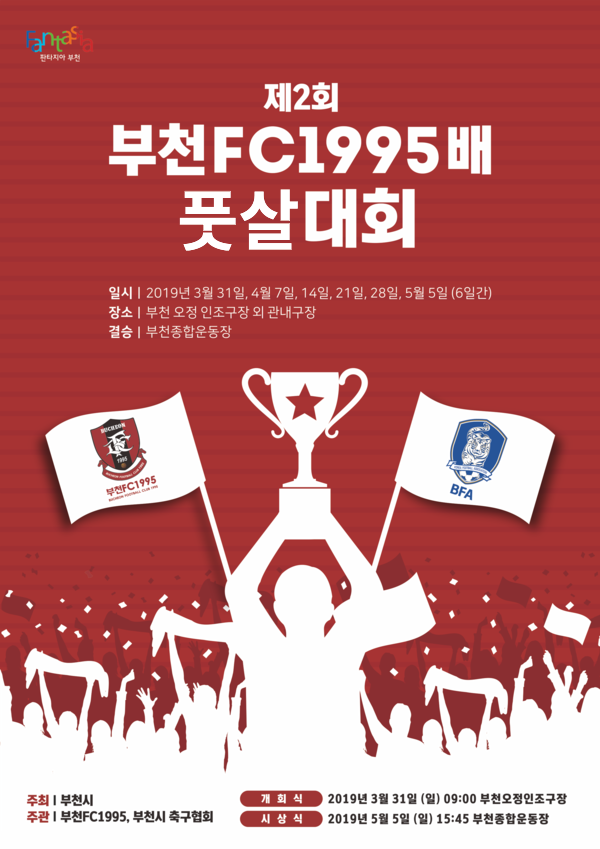 Fantasia
판타지아 부천
제2회
부천FC1995배
풋살대회
일시 | 2019년 3월 31일, 4월 7일, 14일, 21일, 28일, 5월 5일 (6일간)
장소 | 부천 오정 인조구장 외 관내구장
결승 | 부천종합운동장
BUCHEON
1995
부천FC1995
BUCHEON FOOTBALL CLUB 1995
BFA
주최 | 부천시
주관 | 부천FC1995, 부천시 축구협회
개 회 식 2019년 3월 31일 (일) 09:00 부천오정인조구장
시 상 식 2019년 5월 5일 (일) 15:45 부천종합운동장